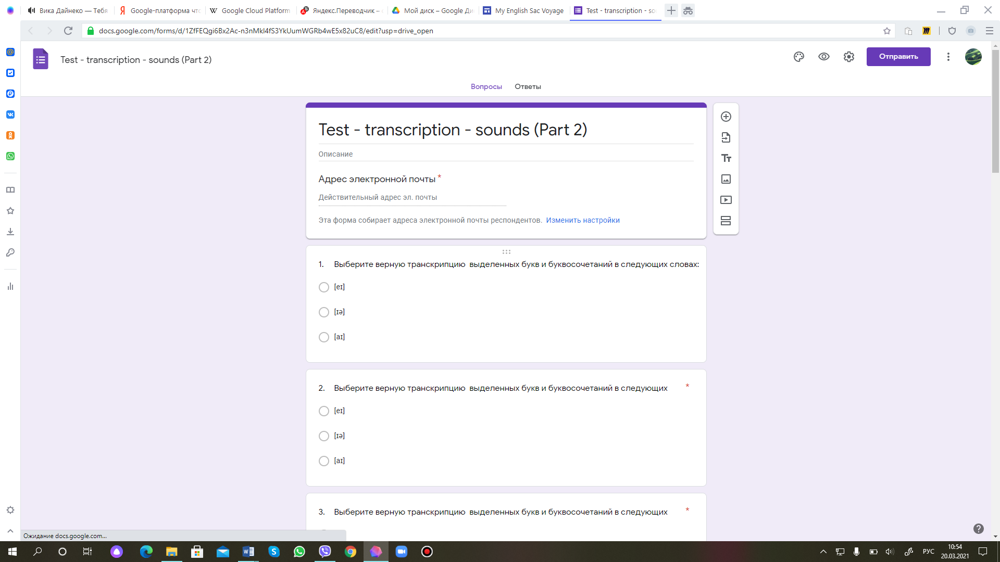 Вика Дайнеко — Тебя
Google-платформа что
Google Cloud Platform
Яндекс.Переводчик –
Мой диск – Google Ди
My English Sac Voyage
Test - transcription - so
docs.google.com/forms/d/1ZfFEQgi6Bx2Ac-n3nMkl4fS3YkUumWGRb4wE5x82uC8/edit?usp=drive_open
Test - transcription - sounds (Part 2)
Отправить
Вопросы
Ответы
Test - transcription - sounds (Part 2)
Описание
Адрес электронной почты *
Действительный адрес эл. почты
Эта форма собирает адреса электронной почты респондентов. Изменить настройки
1. Выберите верную транскрипцию выделенных букв и буквосочетаний в следующих словах:
[eɪ]
[ɪə]
[aɪ]
2. Выберите верную транскрипцию выделенных букв и буквосочетаний в следующих *
[eɪ]
[ɪə]
[aɪ]
3. Выберите верную транскрипцию выделенных букв и буквосочетаний в следующих *
Ожидание docs.google.com...
РУС
10:54
20.03.2021